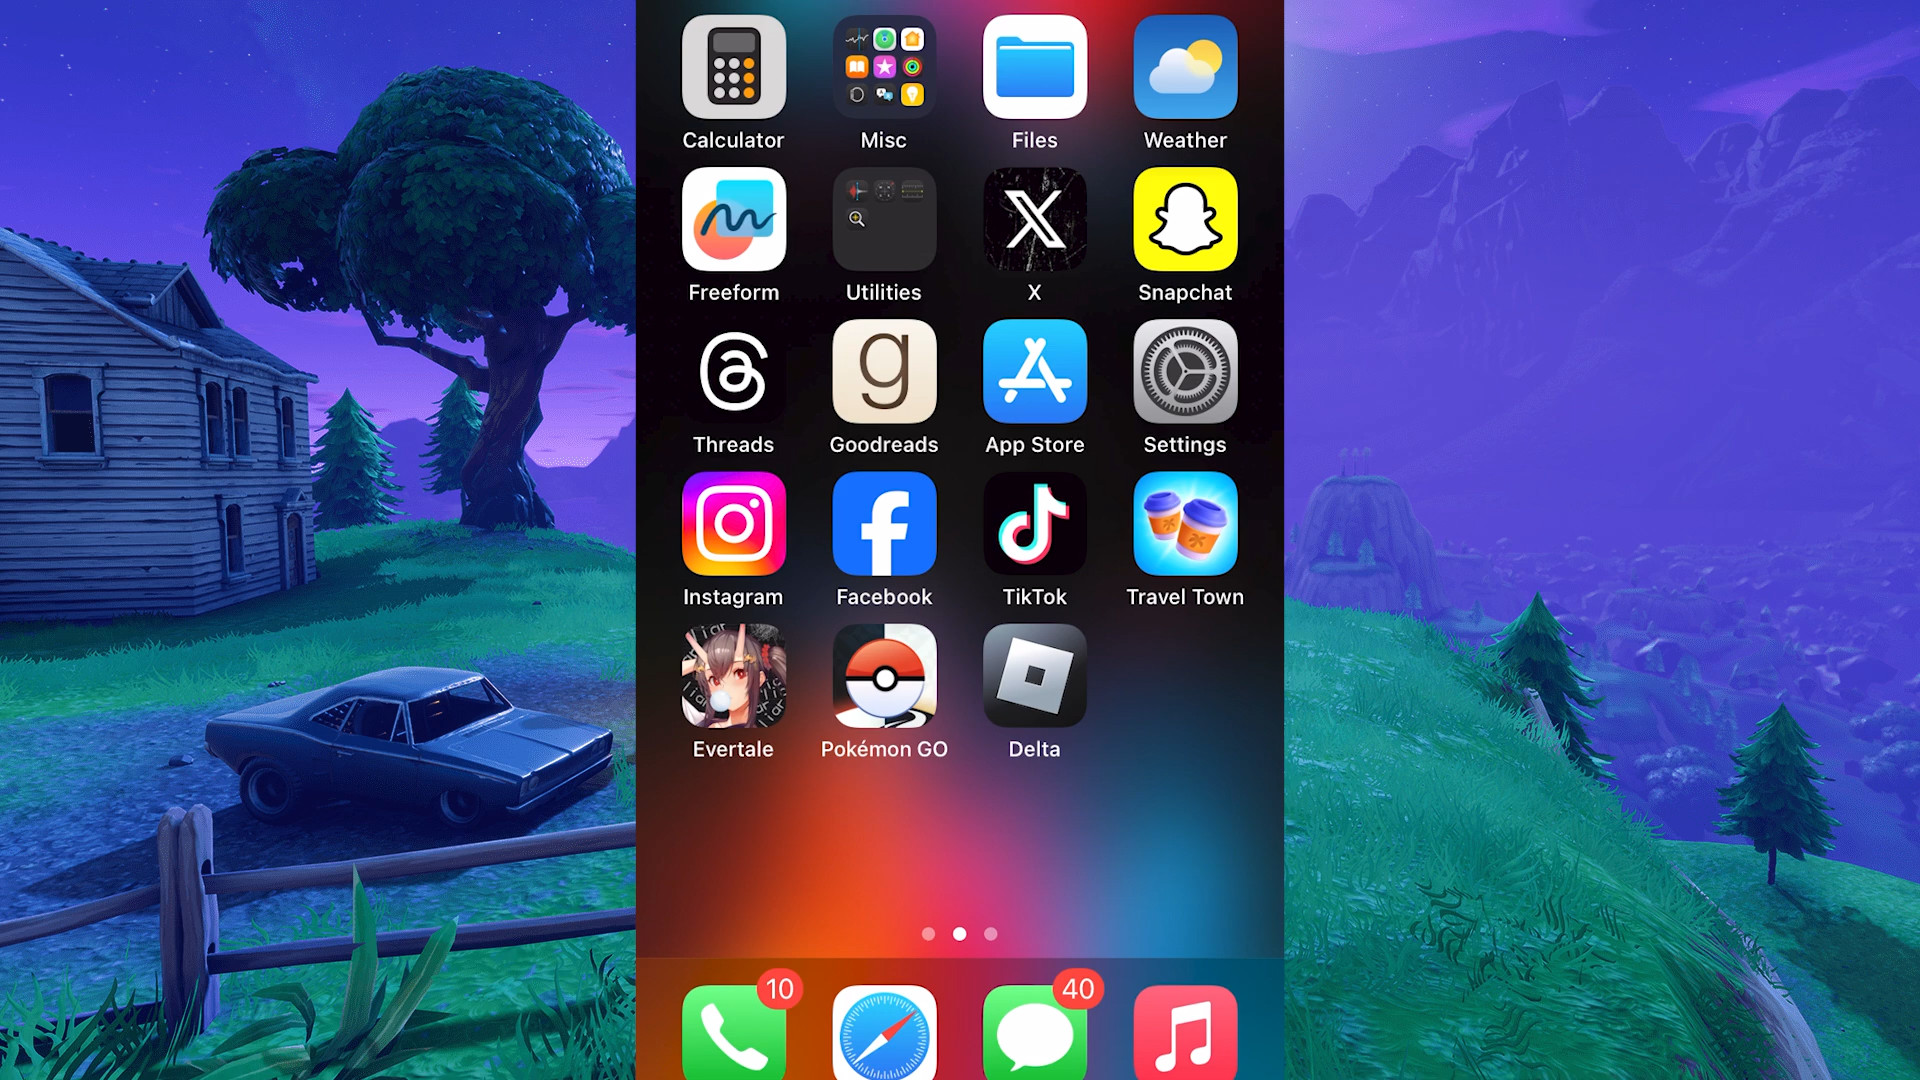 Calculator Misc Files Weather
Freeform Utilities X Snapchat
Threads Goodreads App Store Settings
Instagram Facebook TikTok Travel Town
Evertale Pokémon GO Delta
10 40